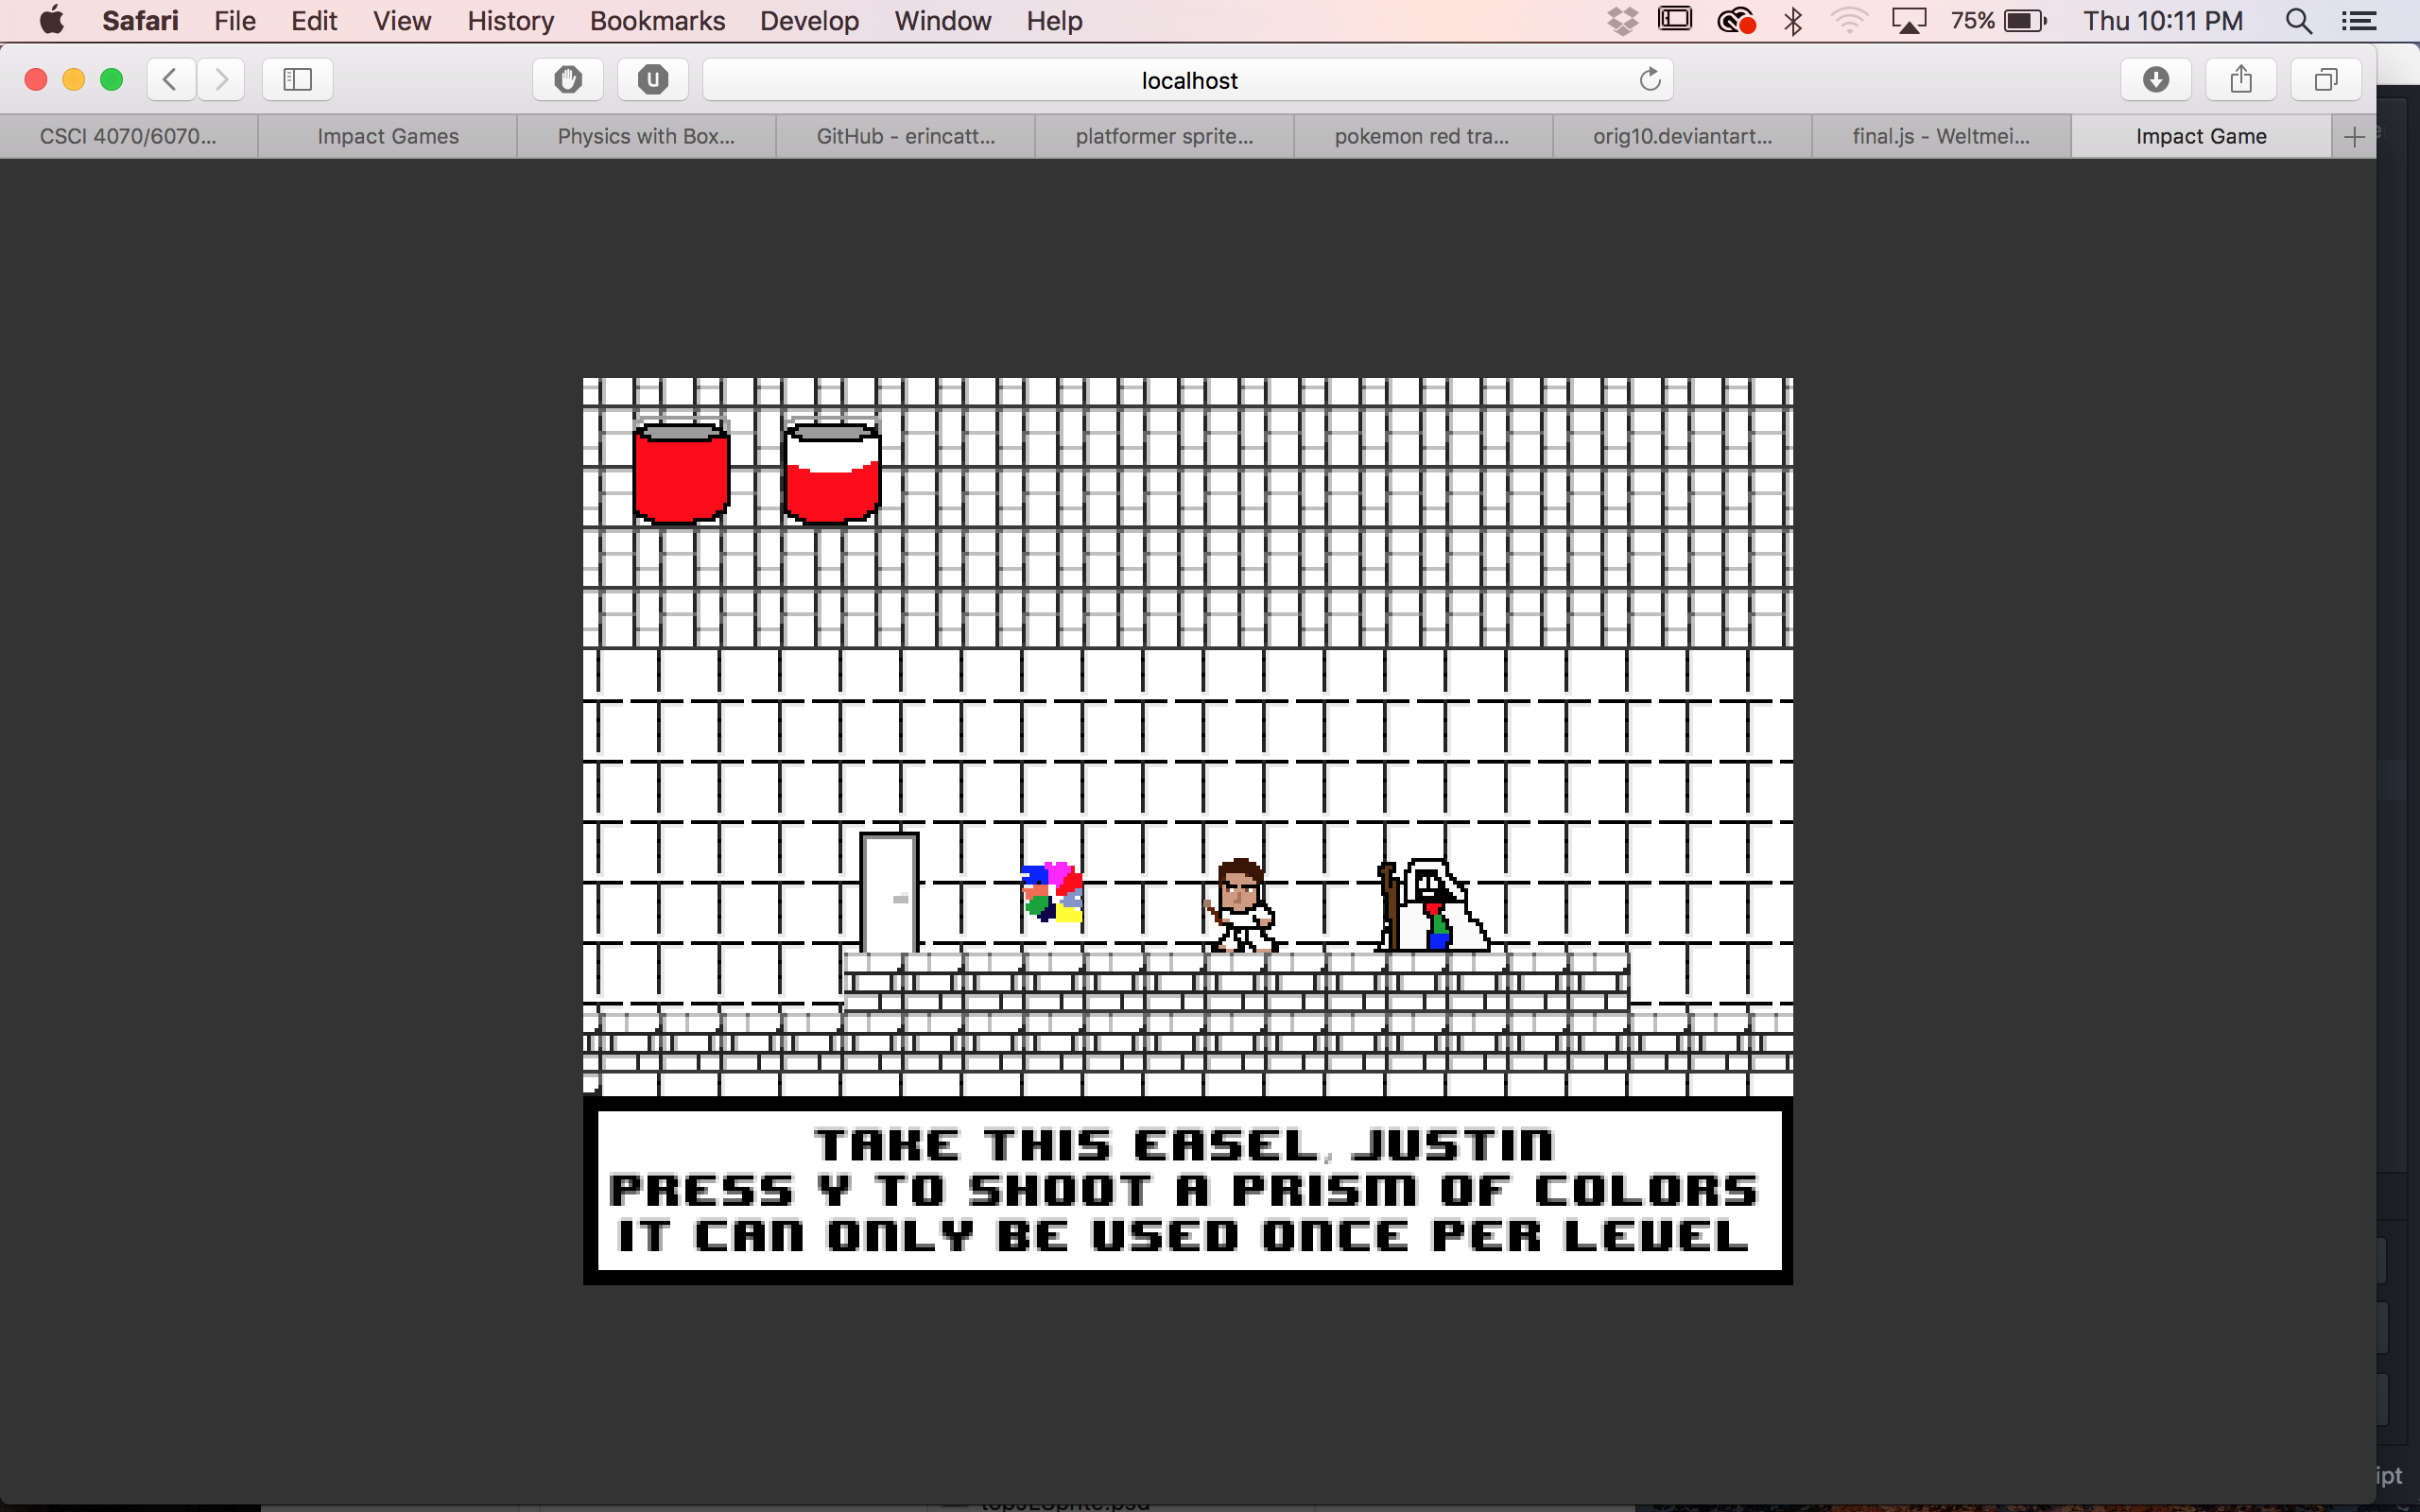 Safari File Edit View History Bookmarks Develop Window Help 75% Thu 10:11 PM
localhost
CSCI 4070/6070... Impact Games Physics with Box... GitHub - erincatt... platformer sprite... pokemon red tra... orig10.deviantart... final.js - Weltmei... Impact Game
TAKE THIS EASEL, JUSTIN
PRESS Y TO SHOOT A PRISM OF COLORS
IT CAN ONLY BE USED ONCE PER LEVEL
ipt